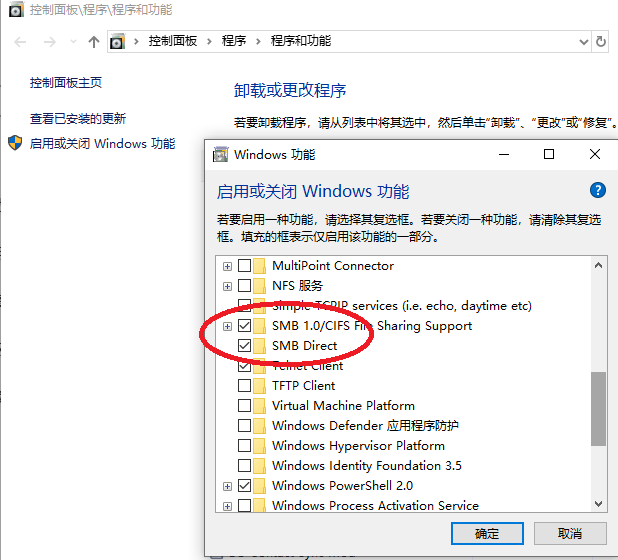 控制面板\程序\程序和功能
控制面板 > 程序 > 程序和功能
控制面板主页
卸载或更改程序
查看已安装的更新
若要卸载程序，请从列表中将其选中，然后单击“卸载”、“更改”或“修复”。
启用或关闭 Windows 功能
Windows 功能
启用或关闭 Windows 功能
若要启用一种功能，请选择其复选框。若要关闭一种功能，请清除其复选
框。填充的框表示仅启用该功能的一部分。
MultiPoint Connector
NFS 服务
Simple TCPIP services (i.e. echo, daytime etc)
SMB 1.0/CIFS File Sharing Support
SMB Direct
Telnet Client
TFTP Client
Virtual Machine Platform
Windows Defender 应用程序防护
Windows Hypervisor Platform
Windows Identity Foundation 3.5
Windows PowerShell 2.0
Windows Process Activation Service
确定
取消